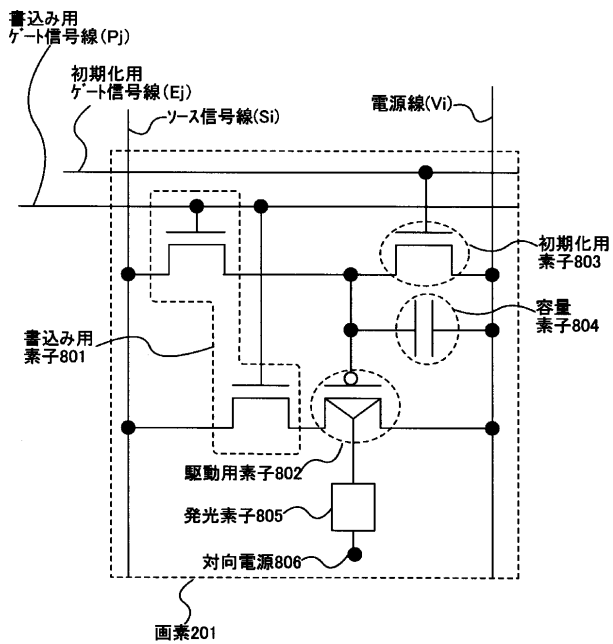 書込み用
ゲート信号線(Pj)
初期化用
ゲート信号線(Ej)
ソース信号線(Si)
電源線(Vi)
初期化用
素子803
容量
素子804
書込み用
素子801
駆動用素子802
発光素子805
対向電源806
画素201